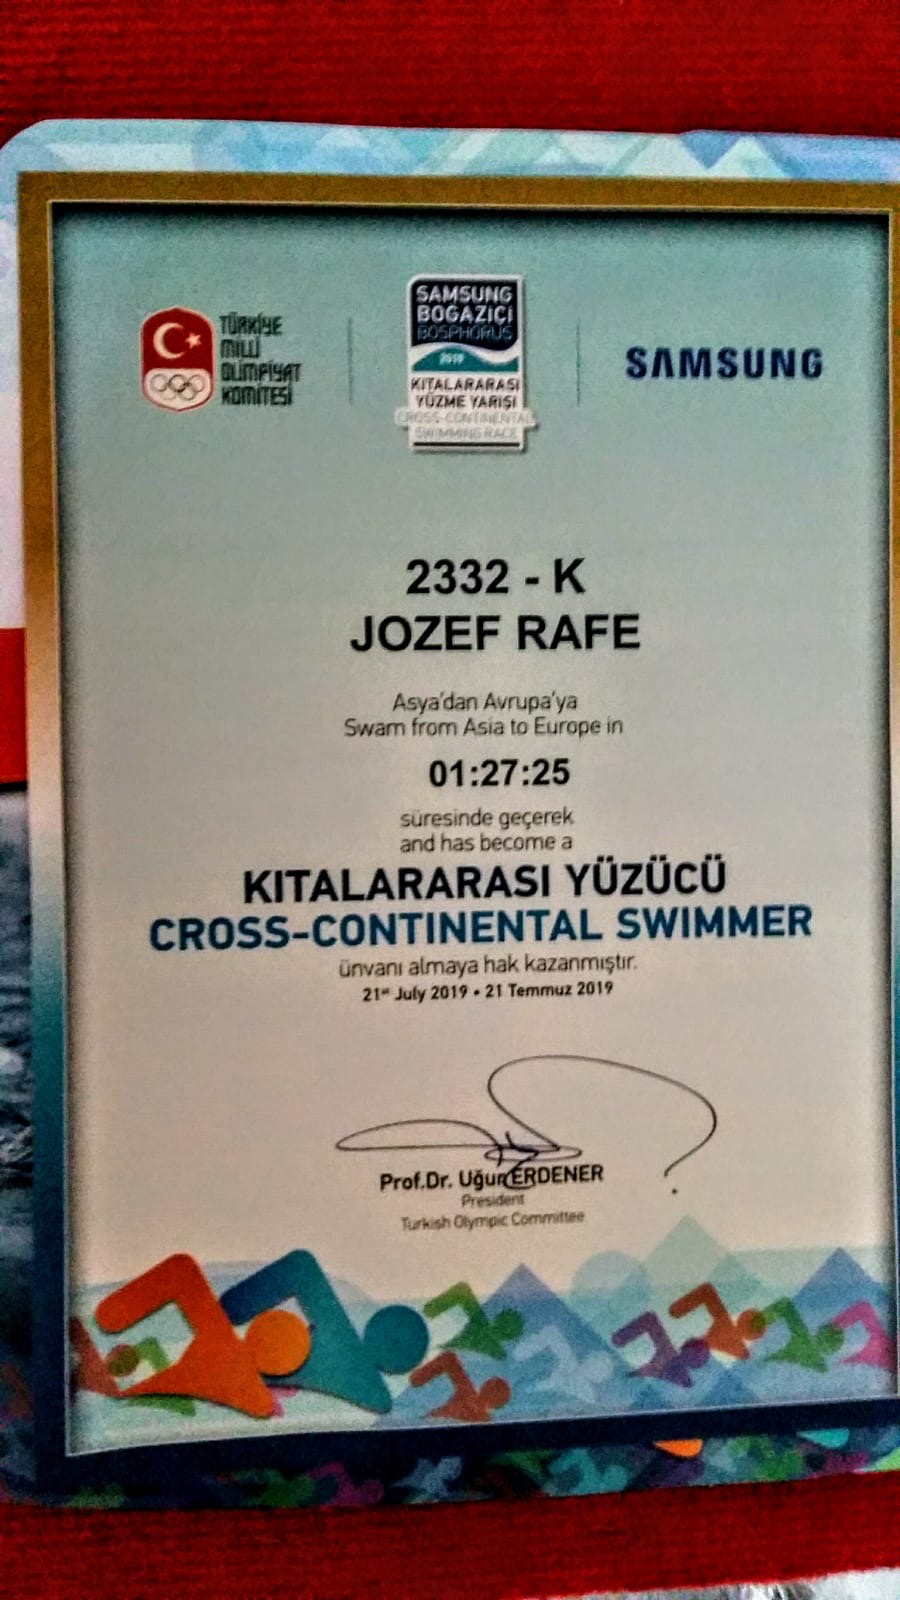 TÜRKİYE
MİLLİ
OLİMPİYAT
KOMİTESİ
SAMSUNG
BOĞAZİÇİ
BOSPHORUS
2019
KITALARARASI
YÜZME YARIŞI
CROSS-CONTINENTAL
SWIMMING RACE
SAMSUNG
2332 - K
JOZEF RAFE
Asya'dan Avrupa'ya
Swam from Asia to Europe in
01:27:25
süresinde geçerek
and has become a
KITALARARASI YÜZÜCÜ
CROSS-CONTINENTAL SWIMMER
ünvanı almaya hak kazanmıştır.
21st July 2019 • 21 Temmuz 2019
Prof.Dr. Uğur ERDENER
President
Turkish Olympic Committee